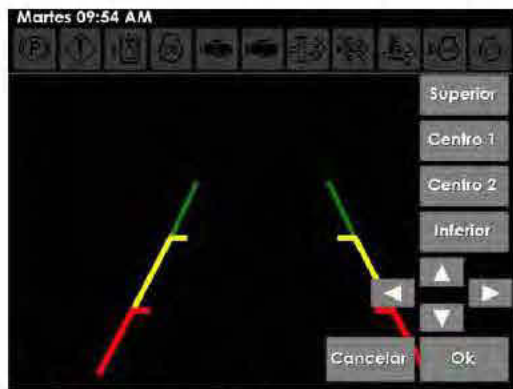 Martes 09:54 AM
Superior
Centro 1
Centro 2
Inferior
Cancelar
Ok